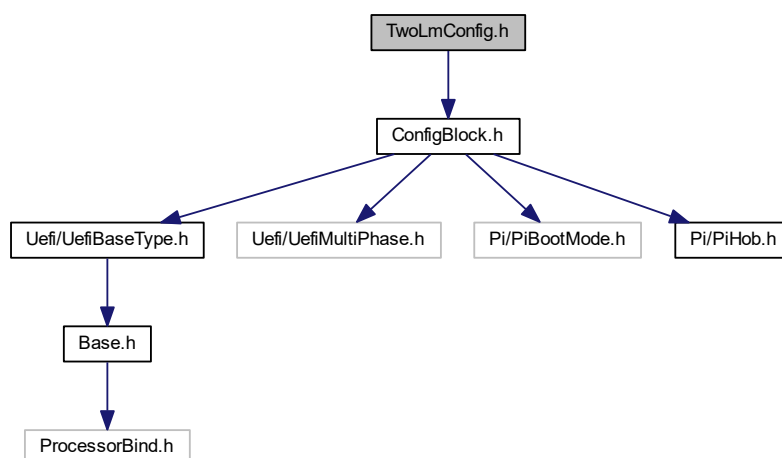 TwoLmConfig.h
ConfigBlock.h
Uefi/UefiBaseType.h
Uefi/UefiMultiPhase.h
Pi/PiBootMode.h
Pi/PiHob.h
Base.h
ProcessorBind.h